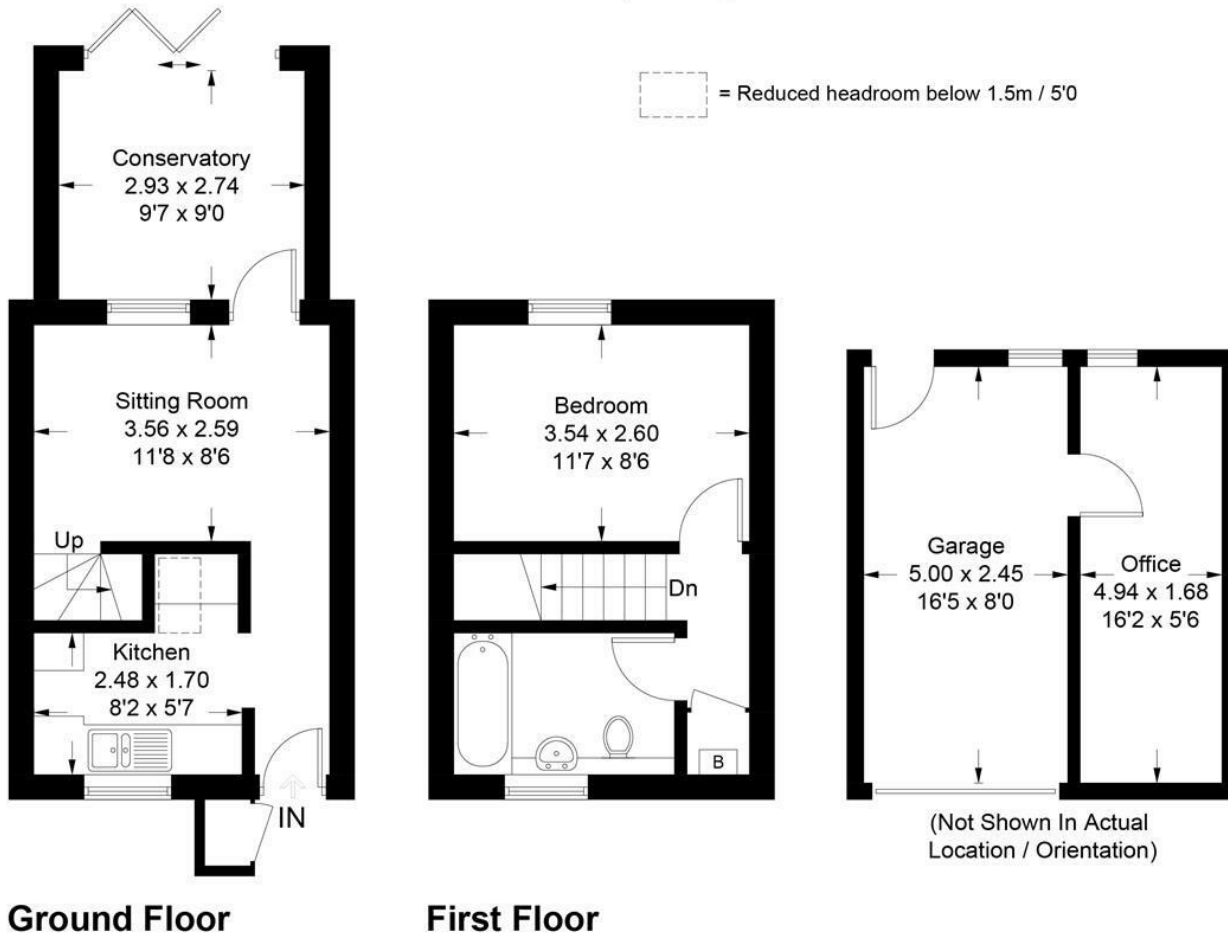 = Reduced headroom below 1.5m / 5'0
Conservatory
2.93 x 2.74
9'7 x 9'0
Sitting Room
3.56 x 2.59
11'8 x 8'6
Up
Kitchen
2.48 x 1.70
8'2 x 5'7
IN
Bedroom
3.54 x 2.60
11'7 x 8'6
Dn
B
Garage
5.00 x 2.45
16'5 x 8'0
Office
4.94 x 1.68
16'2 x 5'6
(Not Shown In Actual
Location / Orientation)
Ground Floor
First Floor